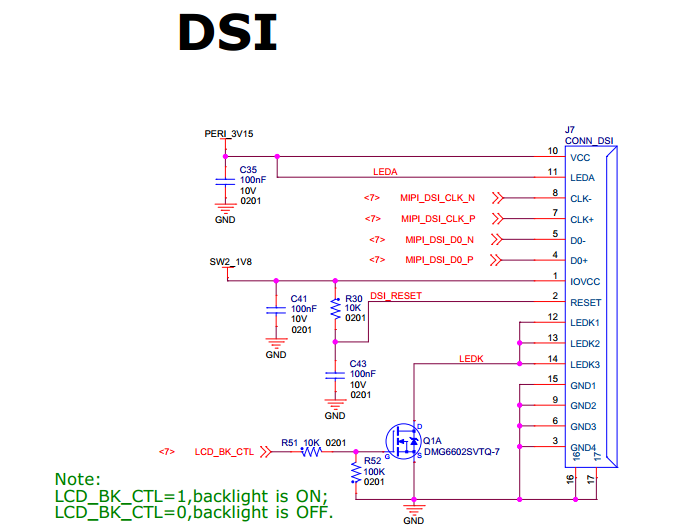 DSI
J7
CONN_DSI
PERI_3V15
10 VCC
C35
100nF
10V
0201
GND
LEDA 11 LEDA
<7> MIPI_DSI_CLK_N 8 CLK-
<7> MIPI_DSI_CLK_P 7 CLK+
<7> MIPI_DSI_D0_N 5 D0-
<7> MIPI_DSI_D0_P 4 D0+
SW2_1V8
1 IOVCC
C41
100nF
10V
0201
GND
R30
10K
0201
DSI_RESET 2 RESET
12 LEDK1
13 LEDK2
LEDK 14 LEDK3
C43
100nF
10V
0201
GND
15 GND1
9 GND2
6 GND3
3 GND4
16 17
16 17
<7> LCD_BK_CTL R51 10K 0201
R52
100K
0201
D
G
S
Q1A
DMG6602SVTQ-7
GND
Note:
LCD_BK_CTL=1,backlight is ON;
LCD_BK_CTL=0,backlight is OFF.